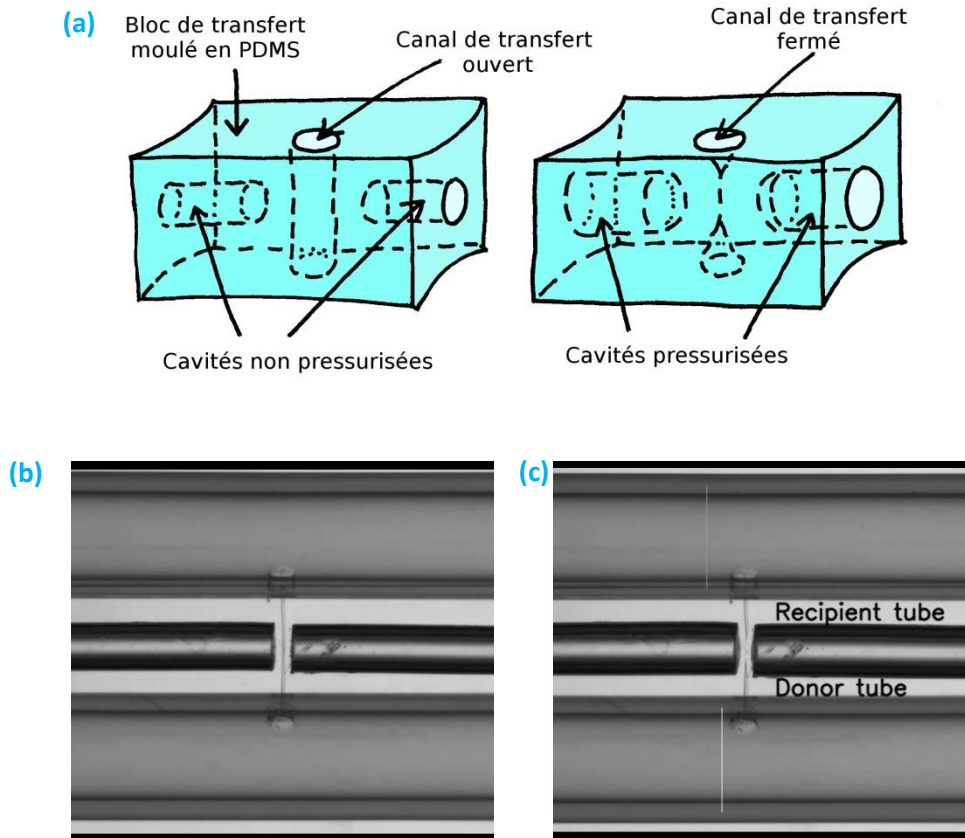 (a)
Bloc de transfert
moulé en PDMS
Canal de transfert
ouvert
Canal de transfert
fermé
Cavités non pressurisées
Cavités pressurisées
(b)
(c)
Recipient tube
Donor tube